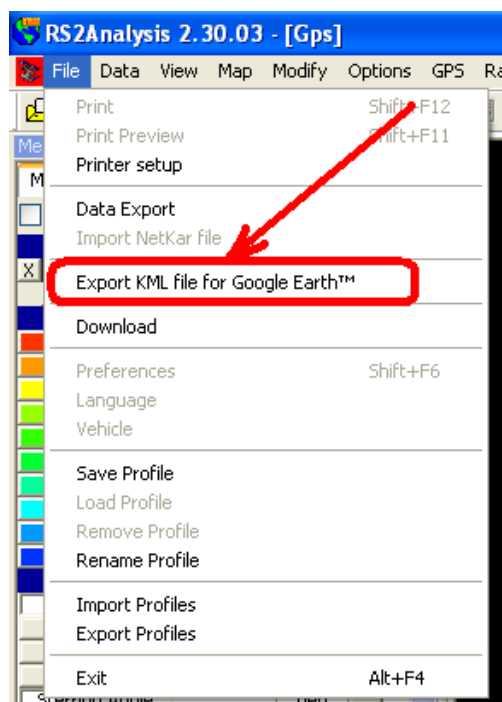 RS2Analysis 2.30.03 - [Gps]
File Data View Map Modify Options GPS
Print Shift+F12
Print Preview Shift+F11
Printer setup
Data Export
Import NetKar file
X
Export KML file for Google Earth™
Download
Preferences Shift+F6
Language
Vehicle
Save Profile
Load Profile
Remove Profile
Rename Profile
Import Profiles
Export Profiles
Exit Alt+F4